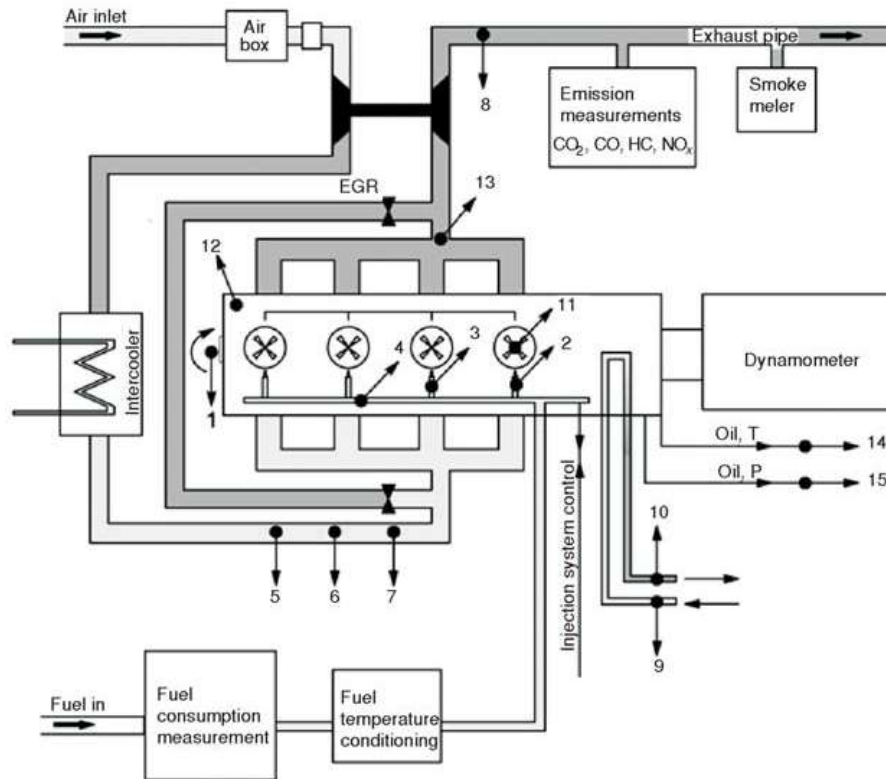 Air inlet
Air
box
Exhaust pipe
8
Emission
measurements
CO₂, CO, HC, NOₓ
Smoke
meler
EGR
13
12
11
3
2
4
1
Intercooler
Dynamometer
Oil, T
14
Oil, P
15
Injection system control
10
5
6
7
9
Fuel in
Fuel
consumption
measurement
Fuel
temperature
conditioning